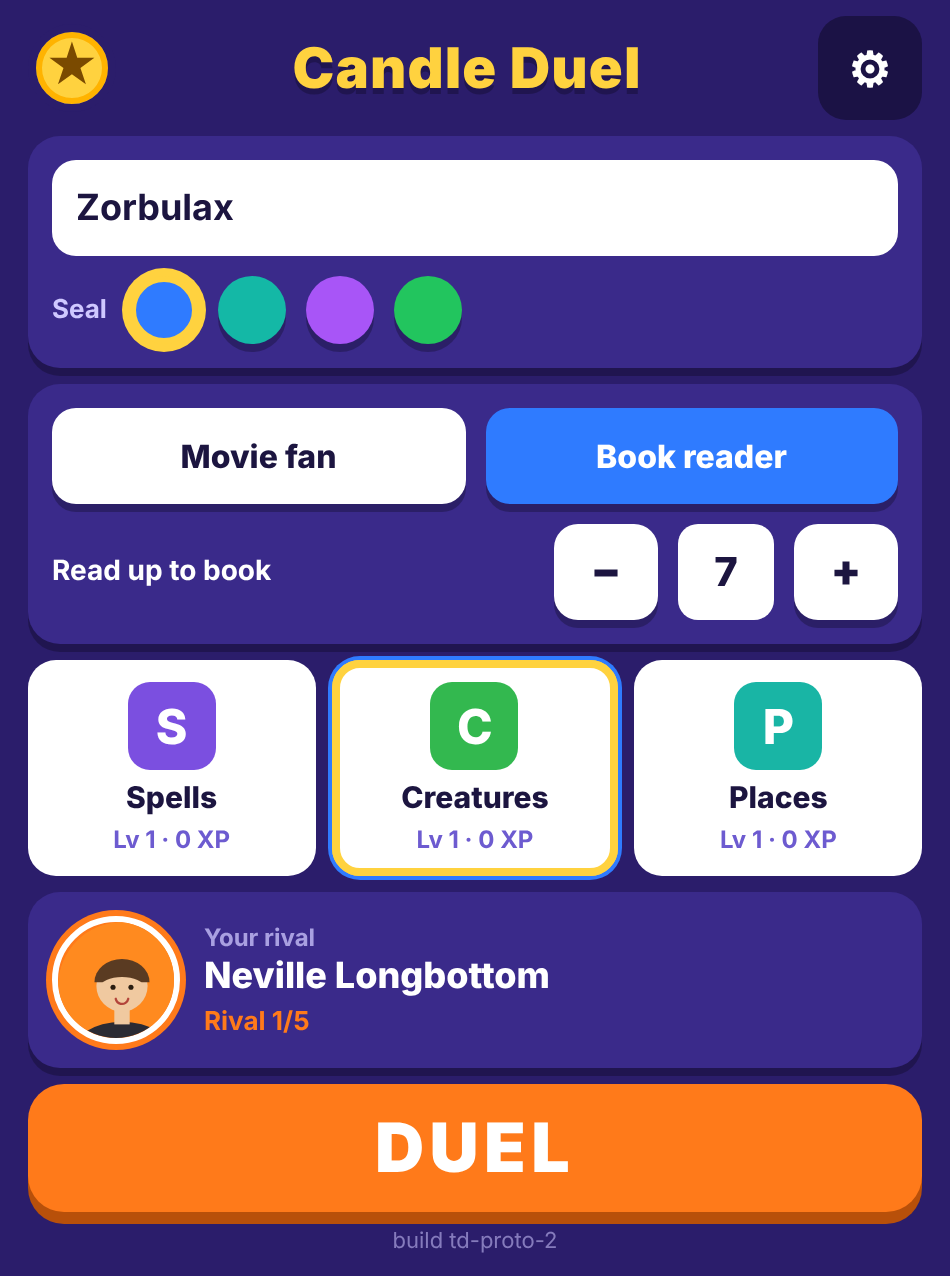 Candle Duel
Zorbulax
Seal
Movie fan
Book reader
Read up to book
− 7 +
S
C
P
Spells
Creatures
Places
Lv 1 · 0 XP
Lv 1 · 0 XP
Lv 1 · 0 XP
Your rival
Neville Longbottom
Rival 1/5
DUEL
build td-proto-2